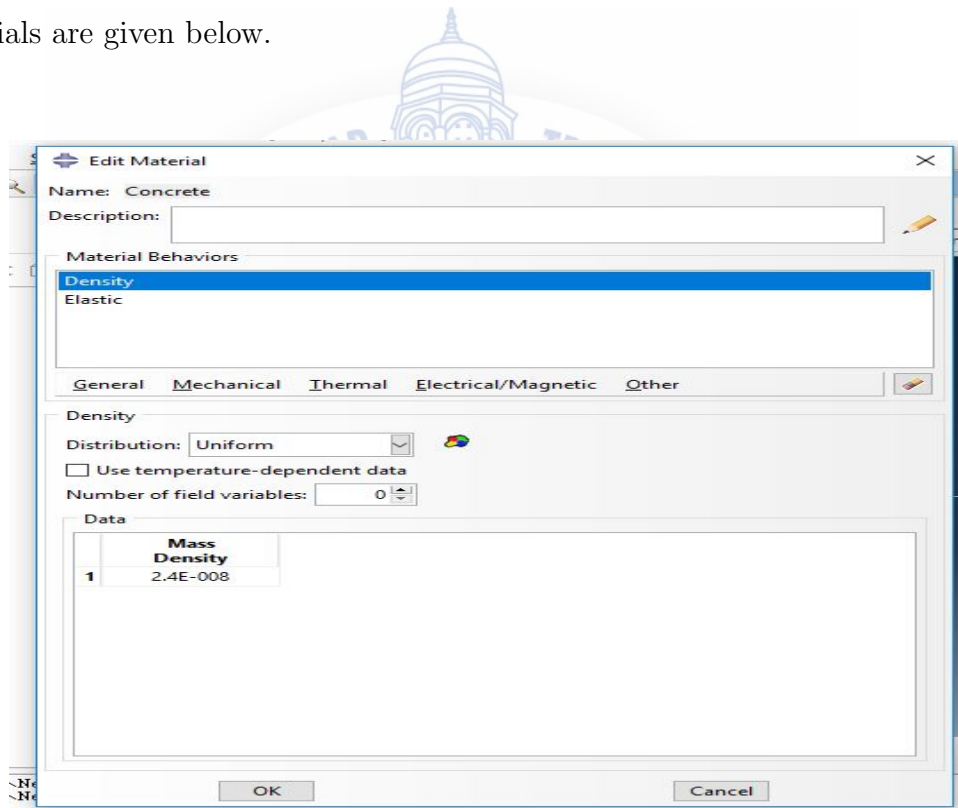 ials are given below.
Edit Material
Name: Concrete
Description:
Material Behaviors
Density
Elastic
General Mechanical Thermal Electrical/Magnetic Other
Density
Distribution: Uniform
Use temperature-dependent data
Number of field variables: 0
Data
Mass
Density
1 2.4E-008
OK Cancel